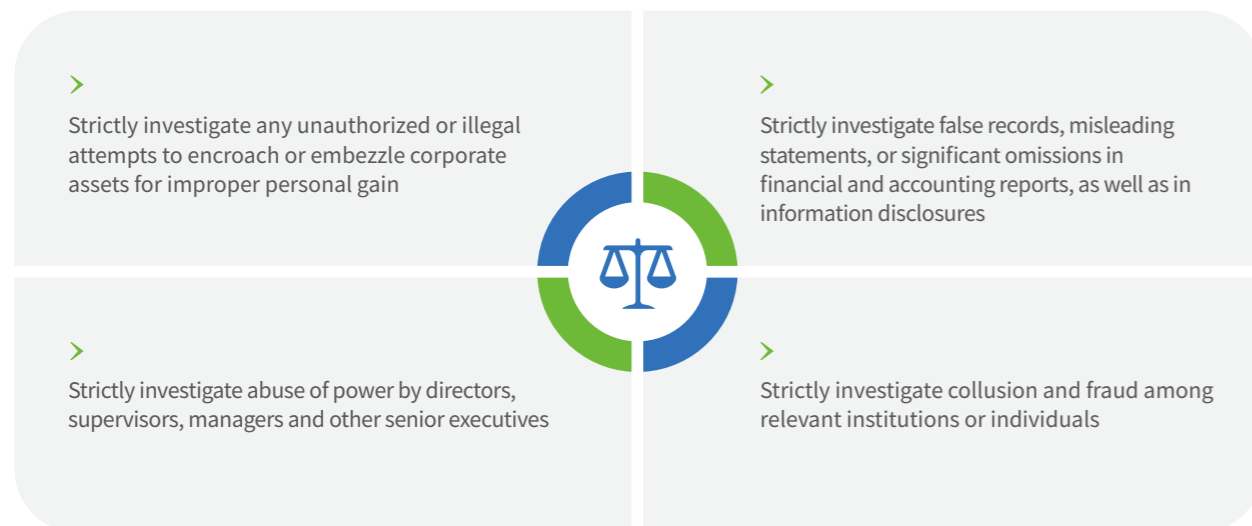 Strictly investigate any unauthorized or illegal
attempts to encroach or embezzle corporate
assets for improper personal gain
Strictly investigate false records, misleading
statements, or significant omissions in
financial and accounting reports, as well as in
information disclosures
Strictly investigate abuse of power by directors,
supervisors, managers and other senior executives
Strictly investigate collusion and fraud among
relevant institutions or individuals